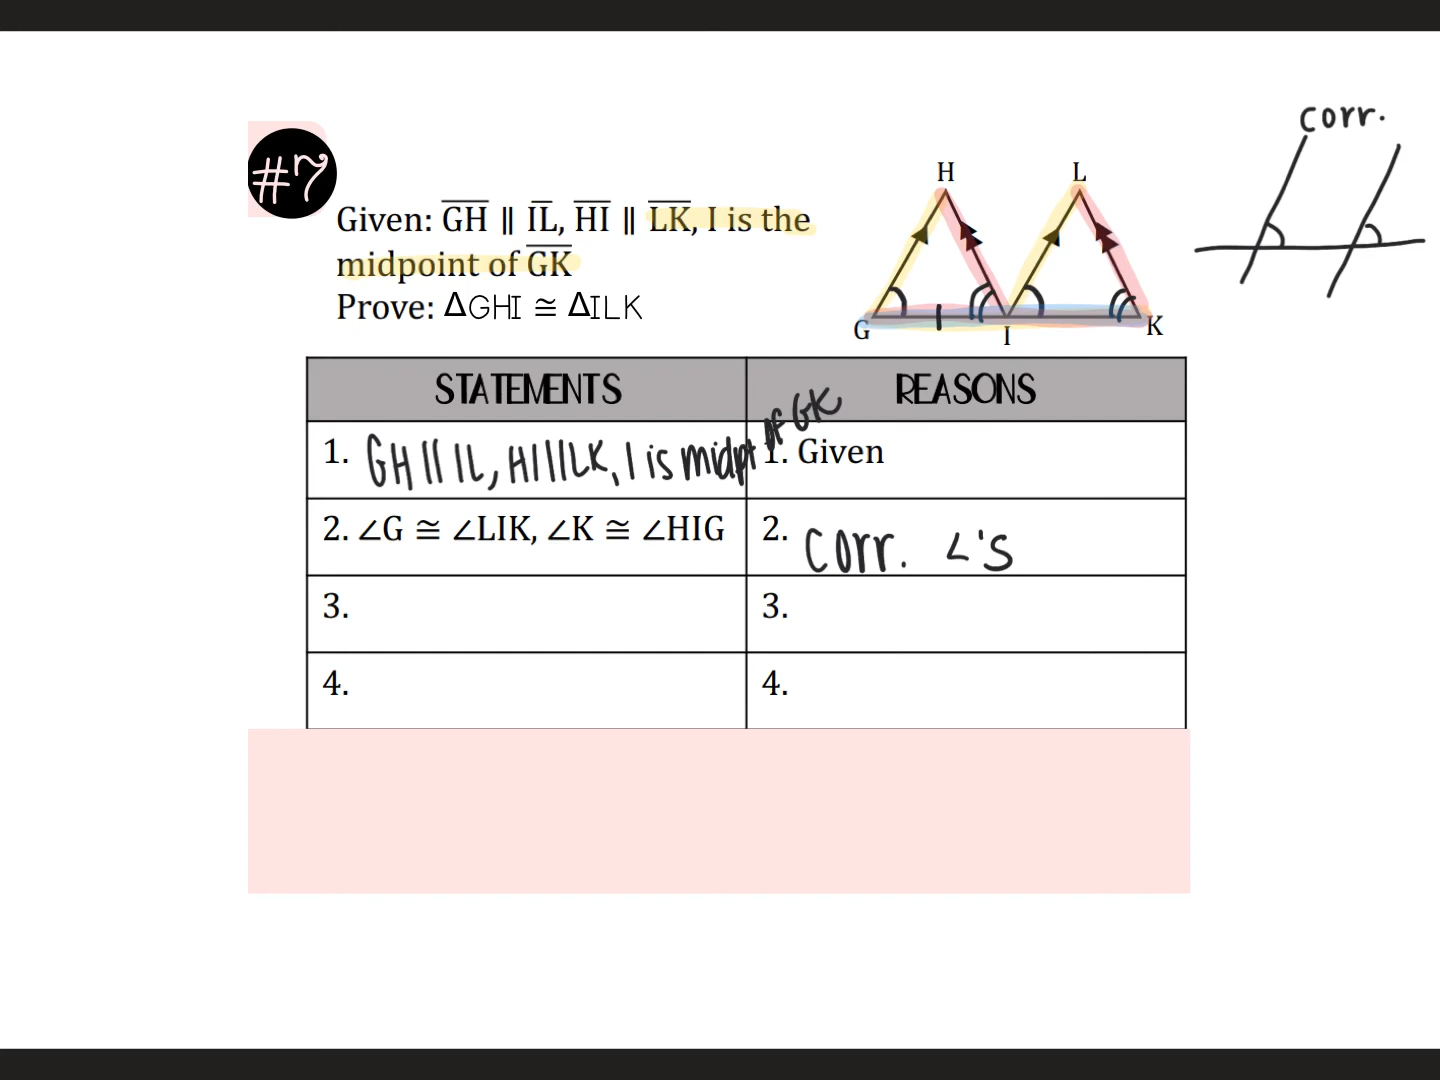 #7
corr.
Given: GH ∥ IL, HI ∥ LK, I is the
midpoint of GK
Prove: ΔGHI ≅ ΔILK
H L
G I K
STATEMENTS REASONS
1. GH || IL, HI || LK, I is midpt of GK 1. Given
2. ∠G ≅ ∠LIK, ∠K ≅ ∠HIG 2. corr. ∠'s
3. 3.
4. 4.